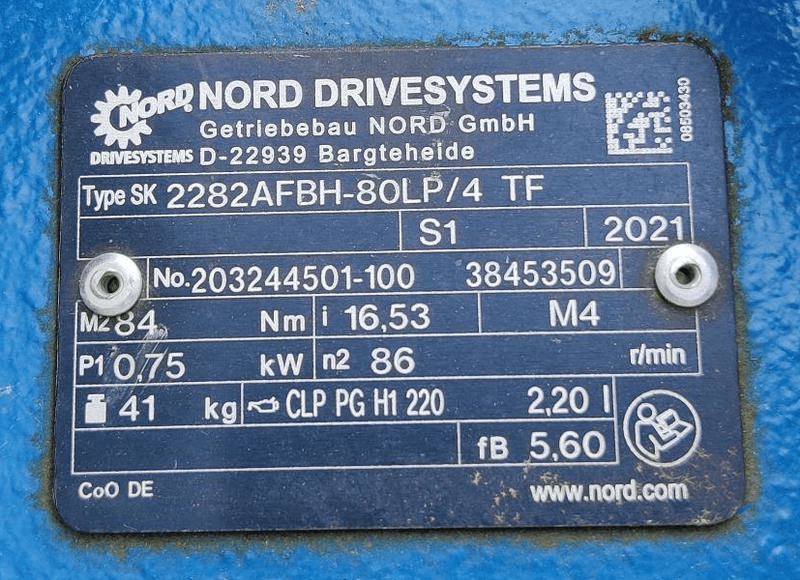 NORD
DRIVESYSTEMS
NORD DRIVESYSTEMS
Getriebebau NORD GmbH
D-22939 Bargteheide
08503430
Type SK 2282AFBH-80LP/4 TF
S1 2021
No. 203244501-100 38453509
M2 84 Nm i 16,53 M4
P1 0,75 kW n2 86 r/min
41 kg CLP PG H1 220 2,20 l
fB 5,60
CoO DE www.nord.com